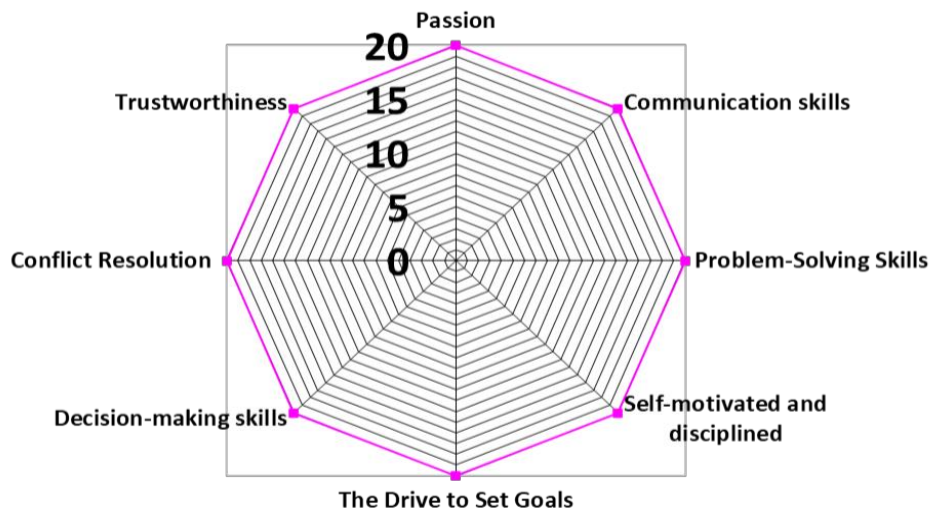 Passion
20
Trustworthiness
15
Communication skills
10
5
Conflict Resolution
0
Problem-Solving Skills
Decision-making skills
Self-motivated and
disciplined
The Drive to Set Goals